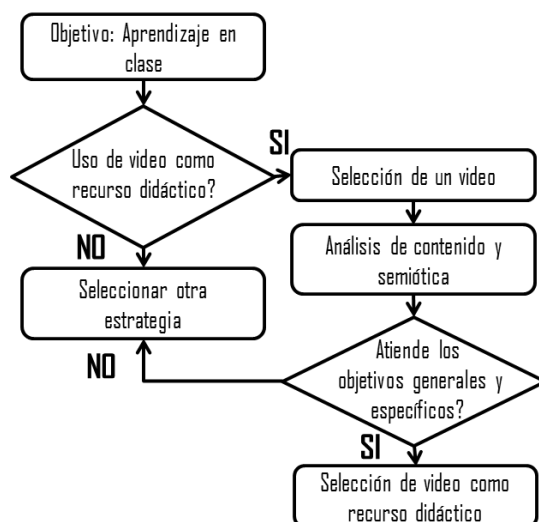 Objetivo: Aprendizaje en
clase
Uso de video como
recurso didáctico?
SI
Selección de un video
Análisis de contenido y
semiótica
NO
Seleccionar otra
estrategia
Atiende los
objetivos generales y
específicos?
NO
SI
Selección de video como
recurso didáctico